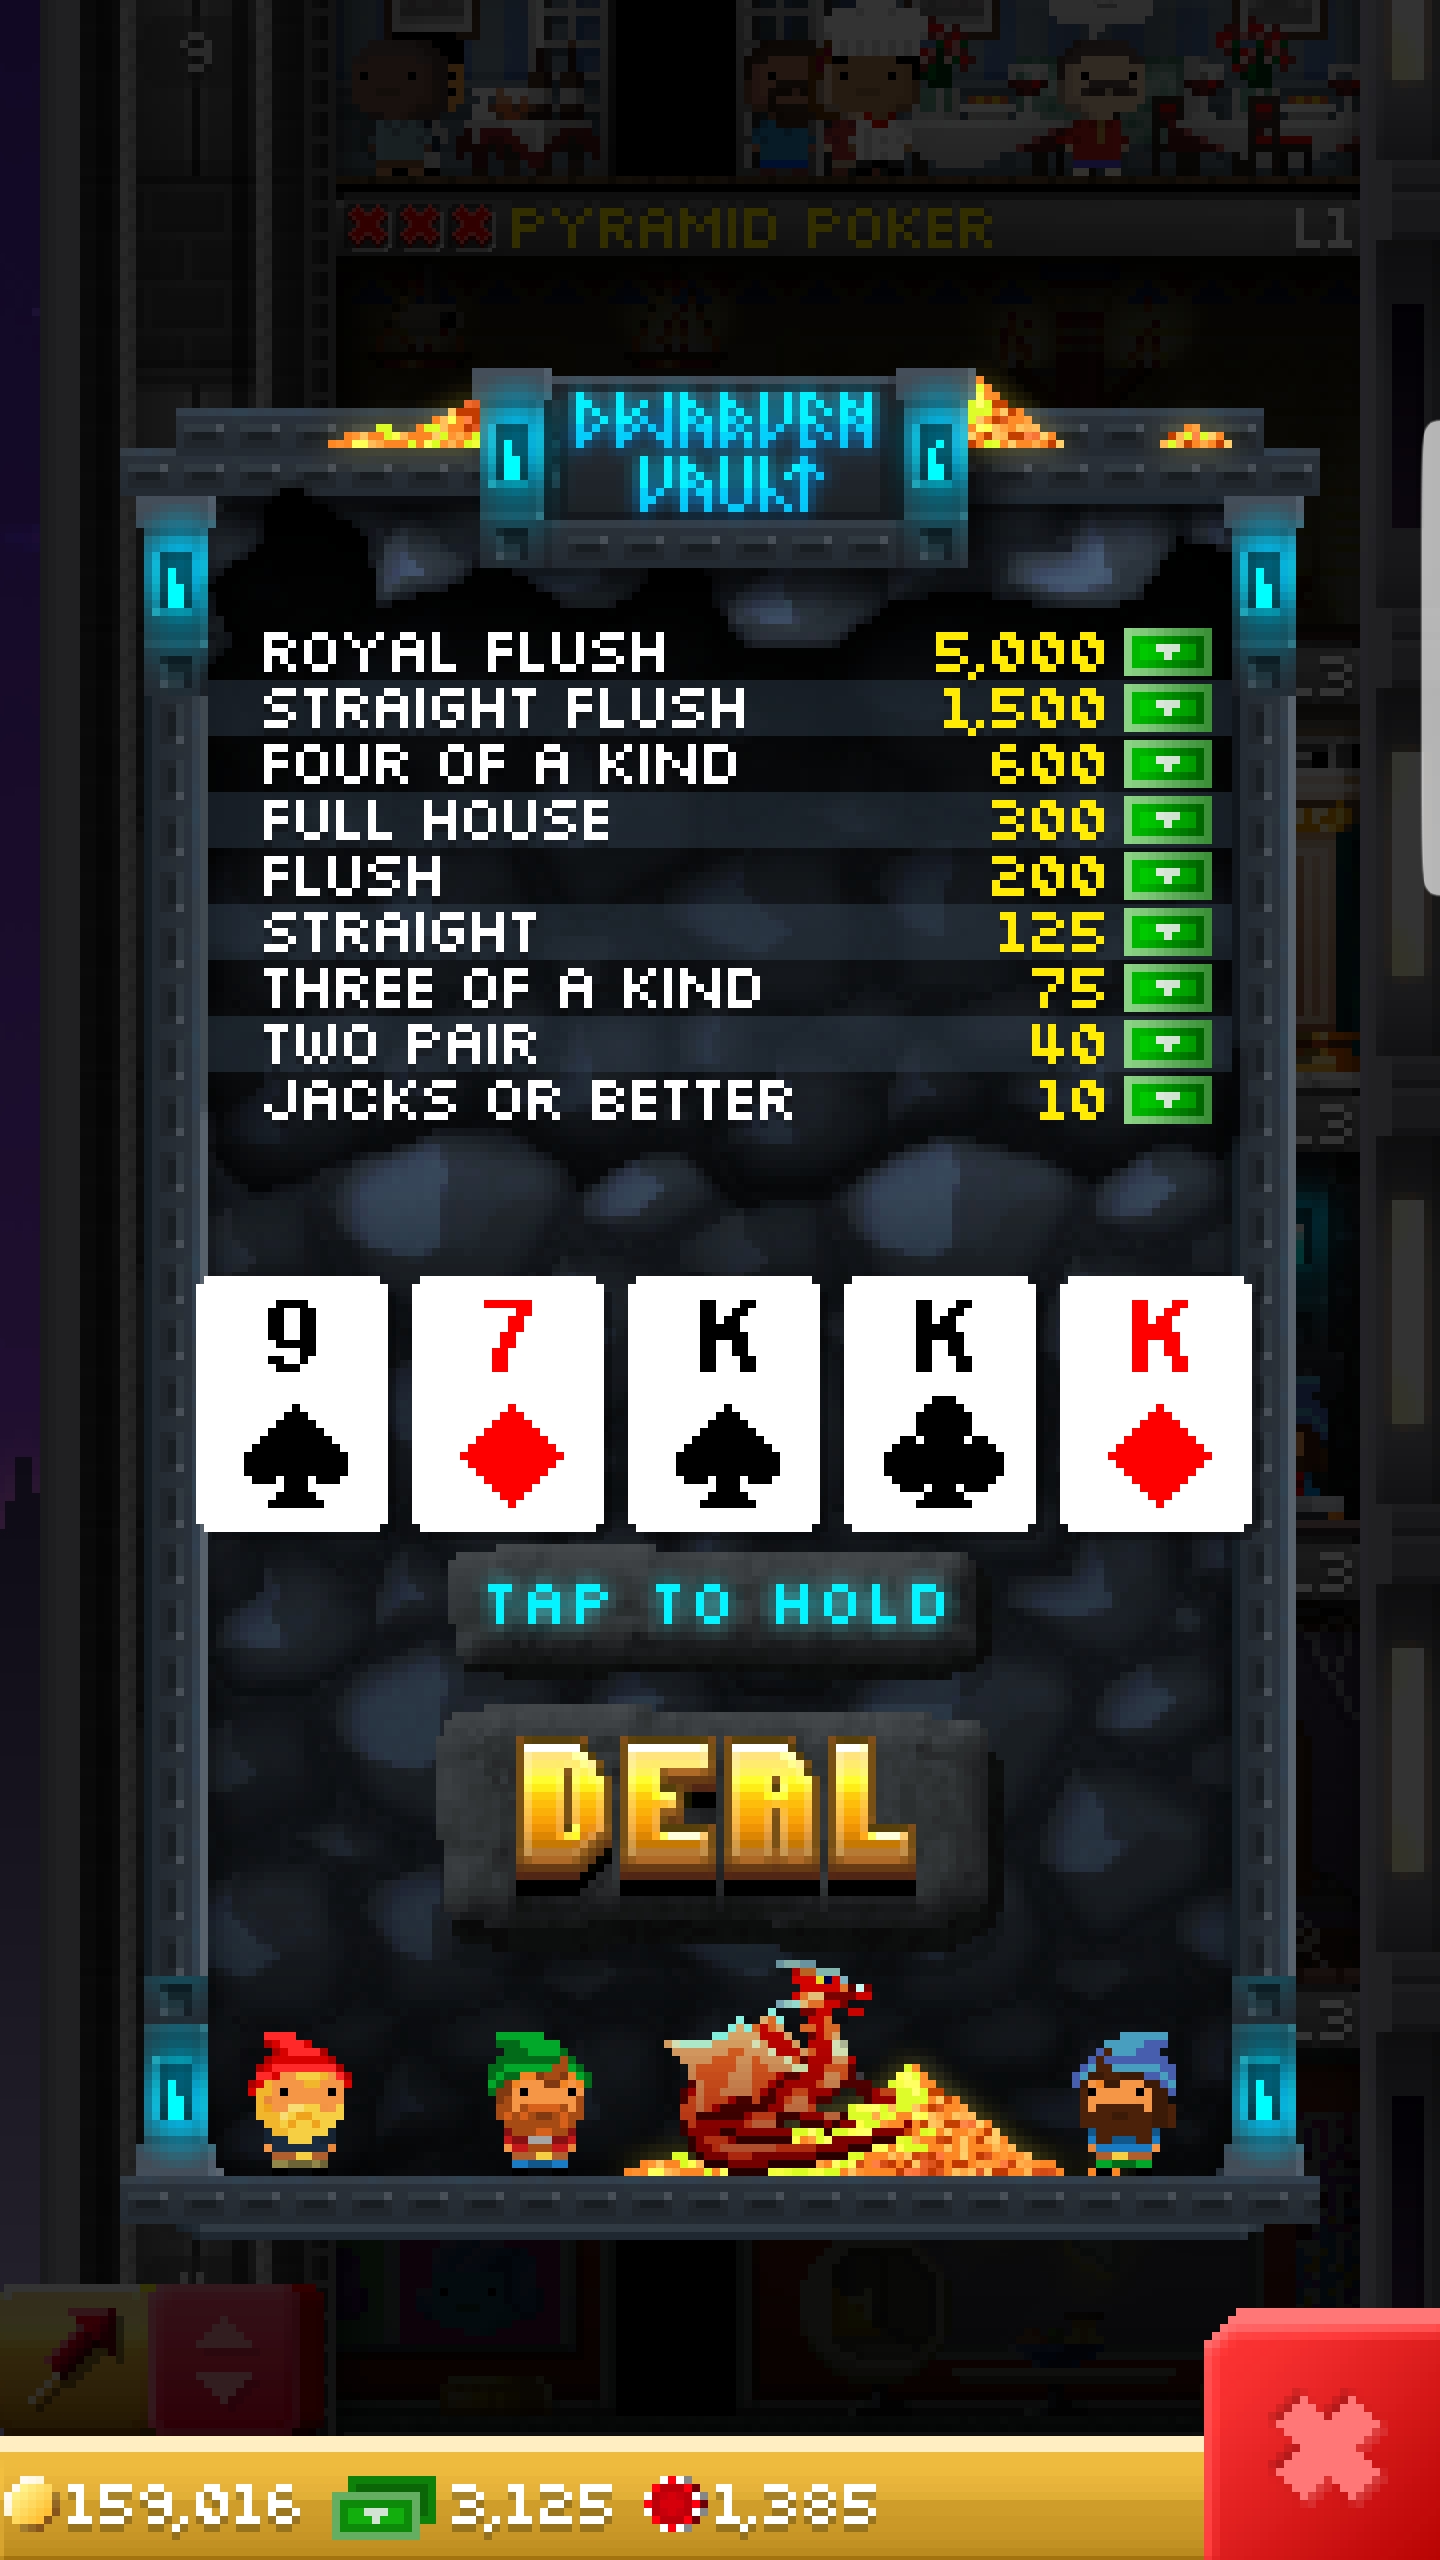 9
PYRAMID POKER L1
DWARVEN
VAULT
ROYAL FLUSH 5,000
STRAIGHT FLUSH 1,500
FOUR OF A KIND 600
FULL HOUSE 300
FLUSH 200
STRAIGHT 125
THREE OF A KIND 75
TWO PAIR 40
JACKS OR BETTER 10
9 7 K K K
TAP TO HOLD
DEAL
159,016 3,125 1,385